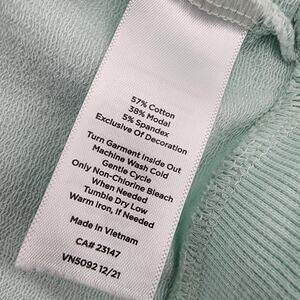 57% Cotton
38% Modal
5% Spandex
Exclusive Of Decoration
Turn Garment Inside Out
Machine Wash Cold
Gentle Cycle
Only Non-Chlorine Bleach
When Needed
Tumble Dry Low
Warm Iron, If Needed
Made in Vietnam
CA# 23147
VN5092 12/21